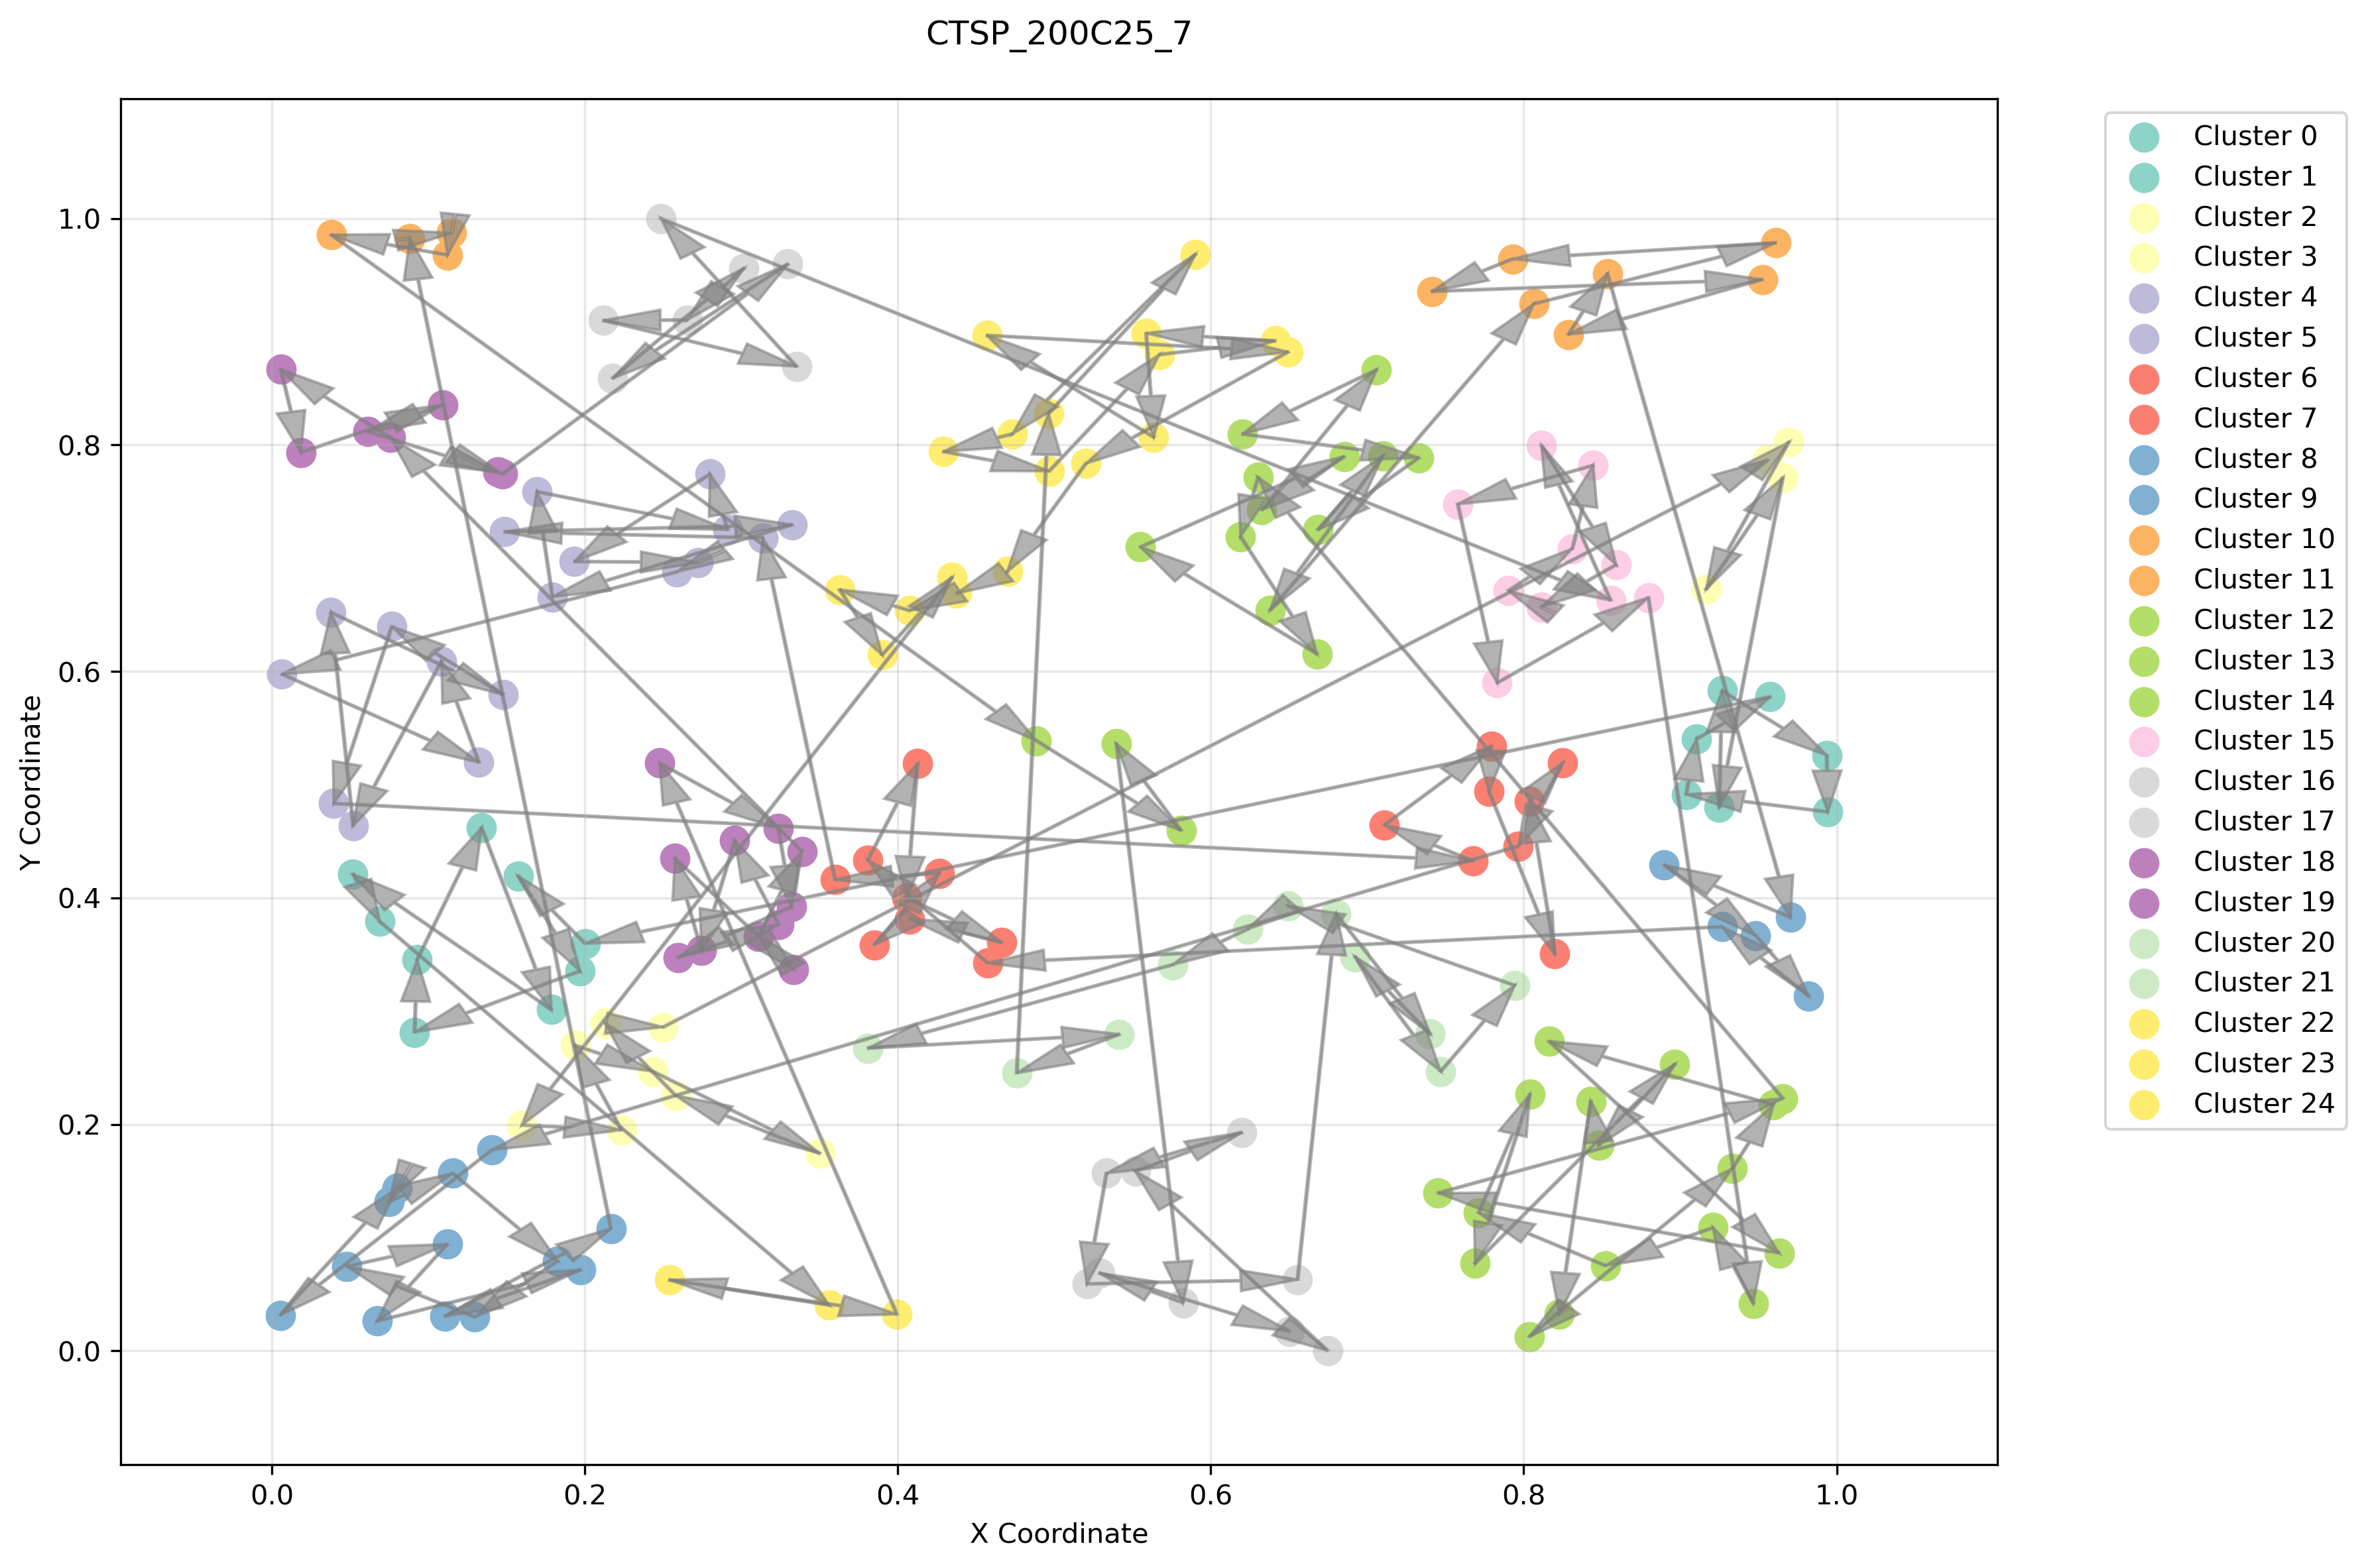 CTSP_200C25_7
Y Coordinate
1.0
0.8
0.6
0.4
0.2
0.0
0.0 0.2 0.4 0.6 0.8 1.0
X Coordinate
Cluster 0
Cluster 1
Cluster 2
Cluster 3
Cluster 4
Cluster 5
Cluster 6
Cluster 7
Cluster 8
Cluster 9
Cluster 10
Cluster 11
Cluster 12
Cluster 13
Cluster 14
Cluster 15
Cluster 16
Cluster 17
Cluster 18
Cluster 19
Cluster 20
Cluster 21
Cluster 22
Cluster 23
Cluster 24